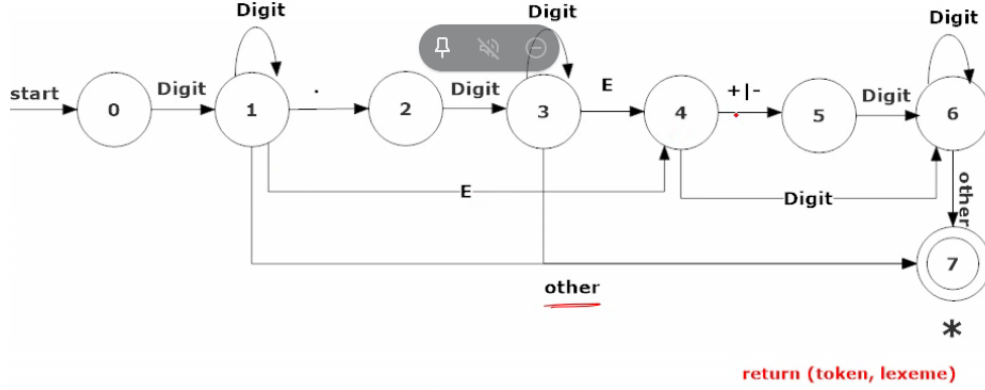 Digit Digit Digit
start Digit . Digit E +|- Digit
0 1 2 3 4 5 6
E Digit other
7
other
*
return (token, lexeme)